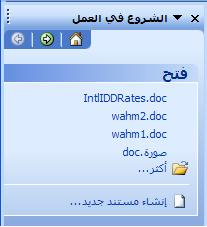 الشروع في العمل
فتح
IntlIDDRates.doc
wahm2.doc
wahm1.doc
صورة.doc
أكثر...
إنشاء مستند جديد...